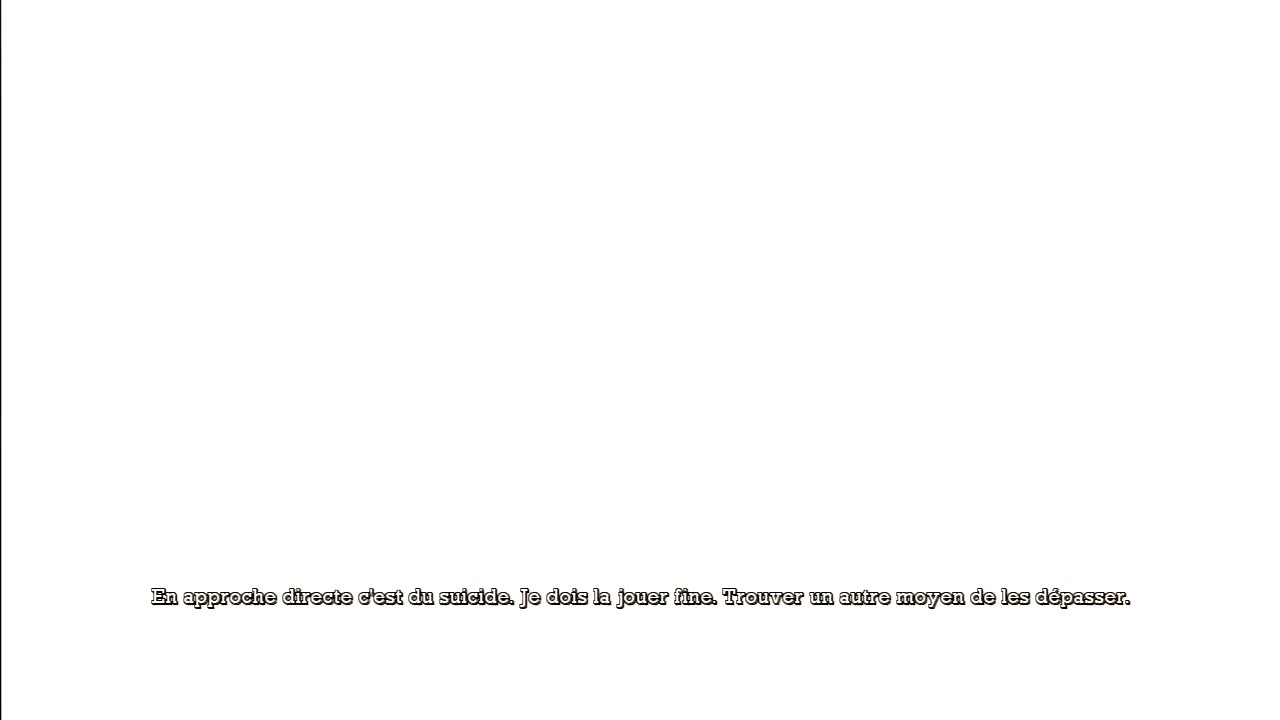 En approche directe c'est du suicide. Je dois la jouer fine. Trouver un autre moyen de les dépasser.